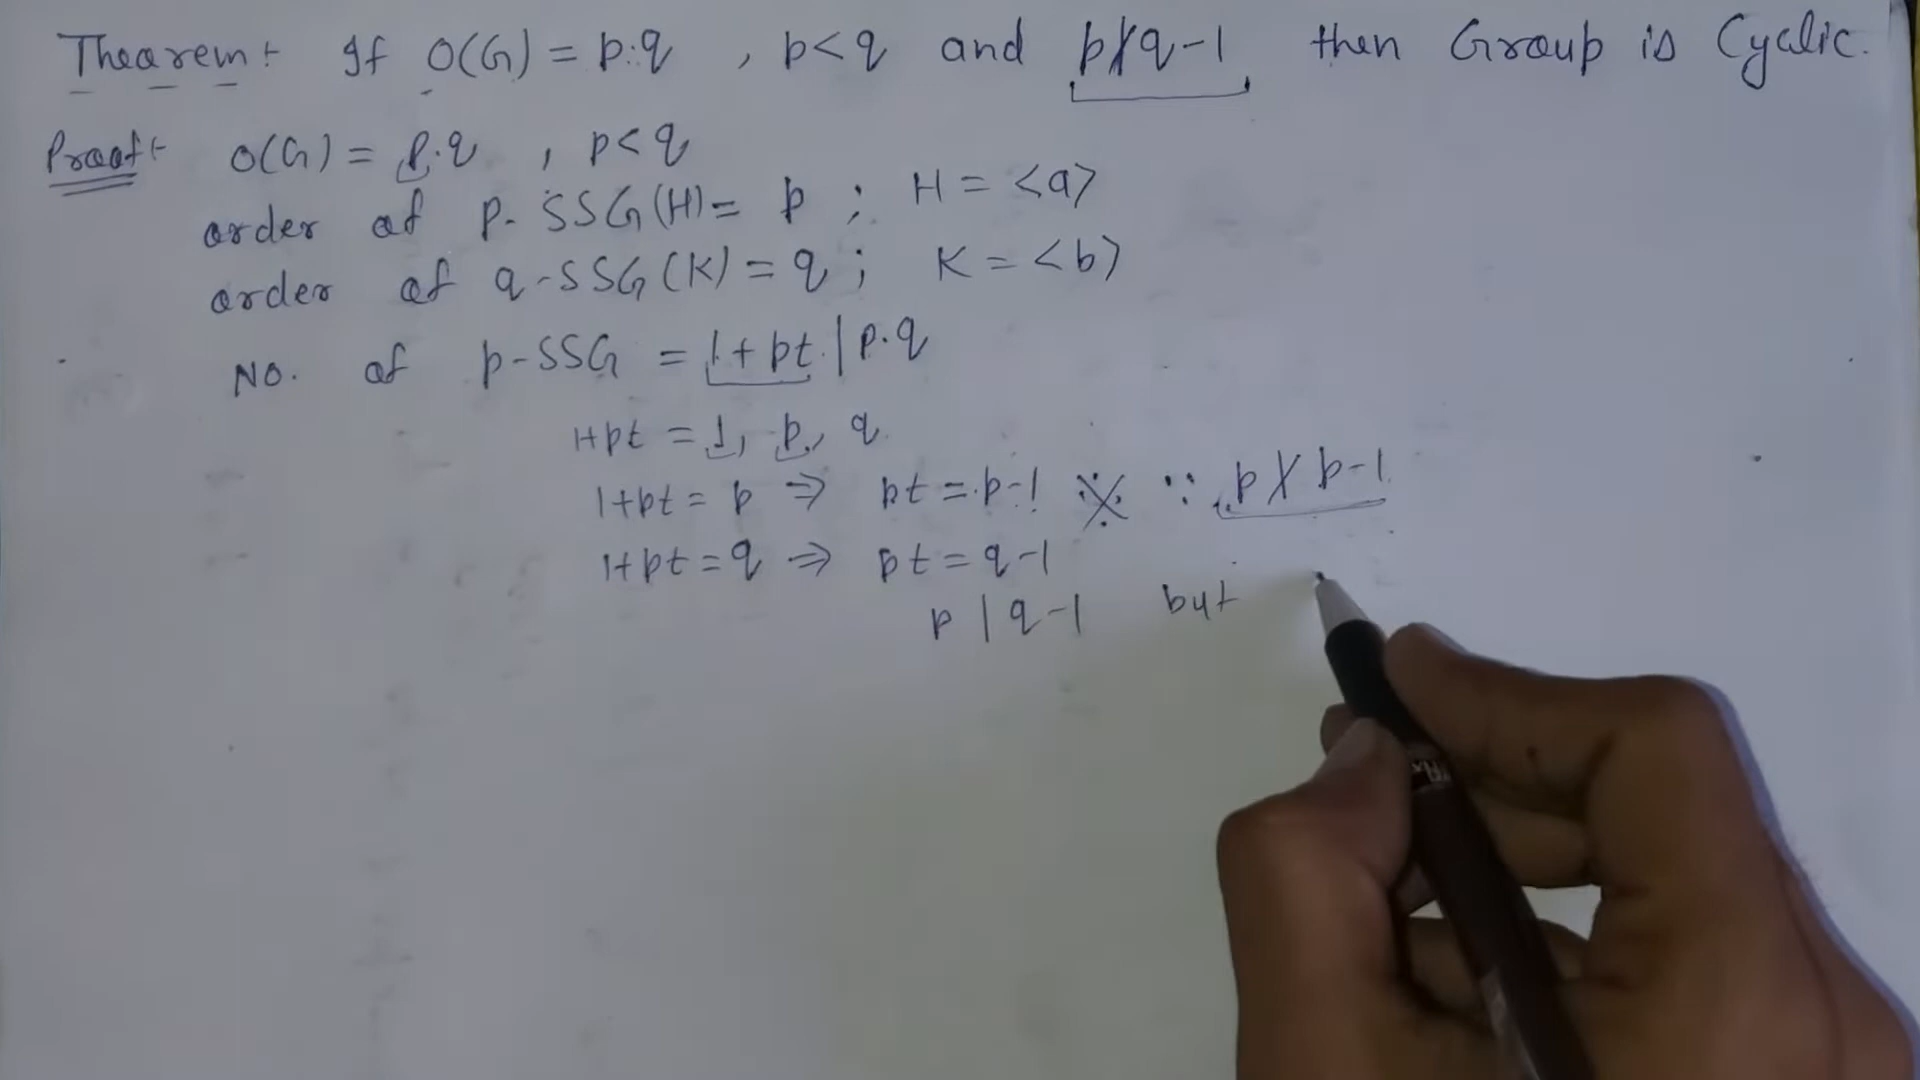 Theorem: If O(G) = p.q , p<q and p∤q-1 then Group is Cyclic.
Proof:- O(G) = p.q , p<q
order of p-SSG(H) = p ; H = <a>
order of q-SSG(K) = q ; K = <b>
No. of p-SSG = 1+pt | p.q
1+pt = 1, p, q
1+pt = p ⇒ pt = p-1 ※ ∵ p∤p-1
1+pt = q ⇒ pt = q-1
p | q-1 but